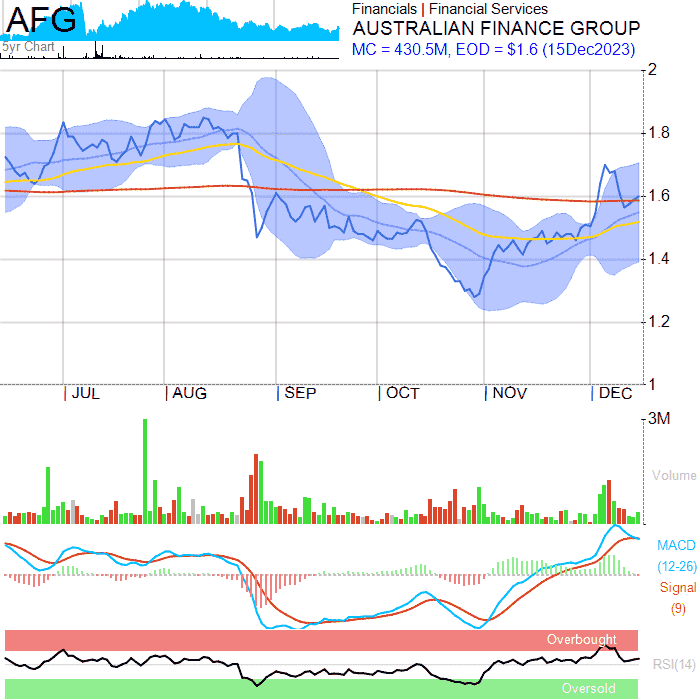 AFG
5yr Chart
Financials | Financial Services
AUSTRALIAN FINANCE GROUP
MC = 430.5M, EOD = $1.6 (15Dec2023)
2
1.8
1.6
1.4
1.2
1
JUL AUG SEP OCT NOV DEC
3M
Volume
MACD
(12-26)
Signal
(9)
Overbought
RSI(14)
Oversold